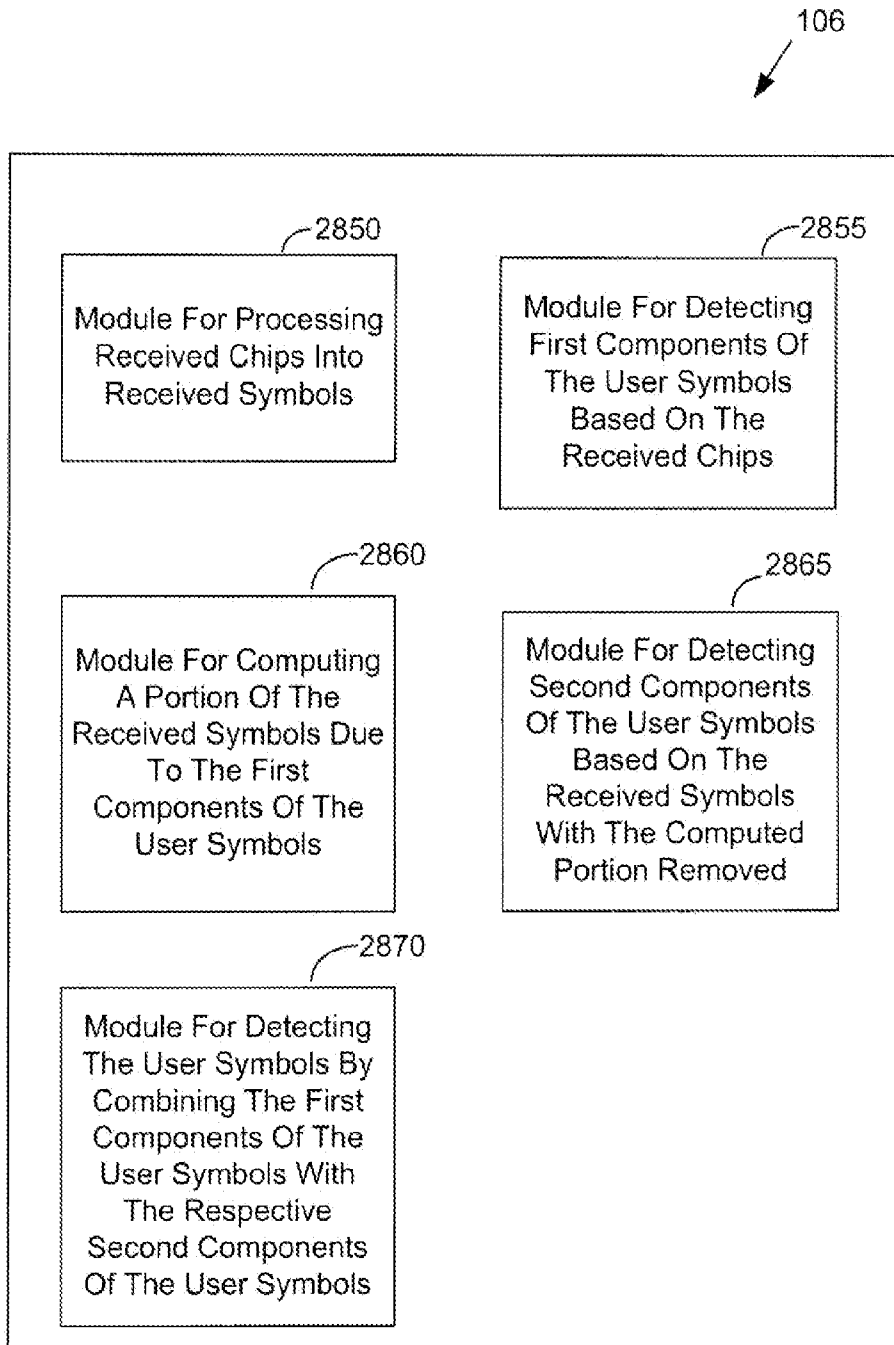 106
2850
Module For Processing
Received Chips Into
Received Symbols
2855
Module For Detecting
First Components Of
The User Symbols
Based On The
Received Chips
2860
Module For Computing
A Portion Of The
Received Symbols Due
To The First
Components Of The
User Symbols
2865
Module For Detecting
Second Components
Of The User Symbols
Based On The
Received Symbols
With The Computed
Portion Removed
2870
Module For Detecting
The User Symbols By
Combining The First
Components Of The
User Symbols With
The Respective
Second Components
Of The User Symbols